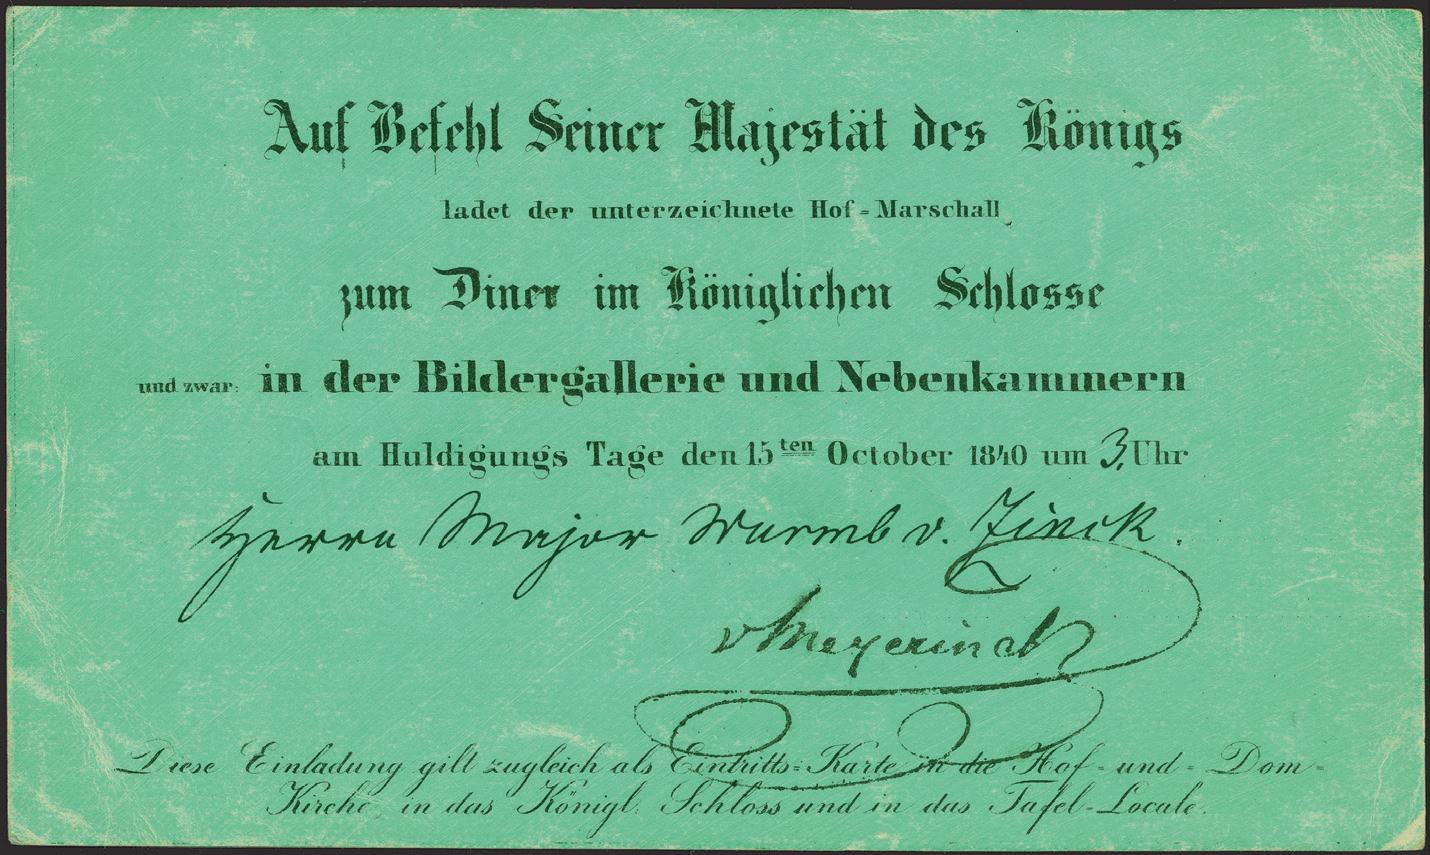 Auf Befehl Seiner Majestät des Königs
ladet der unterzeichnete Hof-Marschall
zum Diner im Königlichen Schlosse
und zwar: in der Bildergallerie und Nebenkammern
am Huldigungs Tage den 15ten October 1840 um 3. Uhr
Herrn Major Wurmb v. Zinck.
v Meyerinck
Diese Einladung gilt zugleich als Eintritts-Karte in die Hof-und-Dom-
Kirche, in das Königl: Schloss und in das Tafel-Locale.